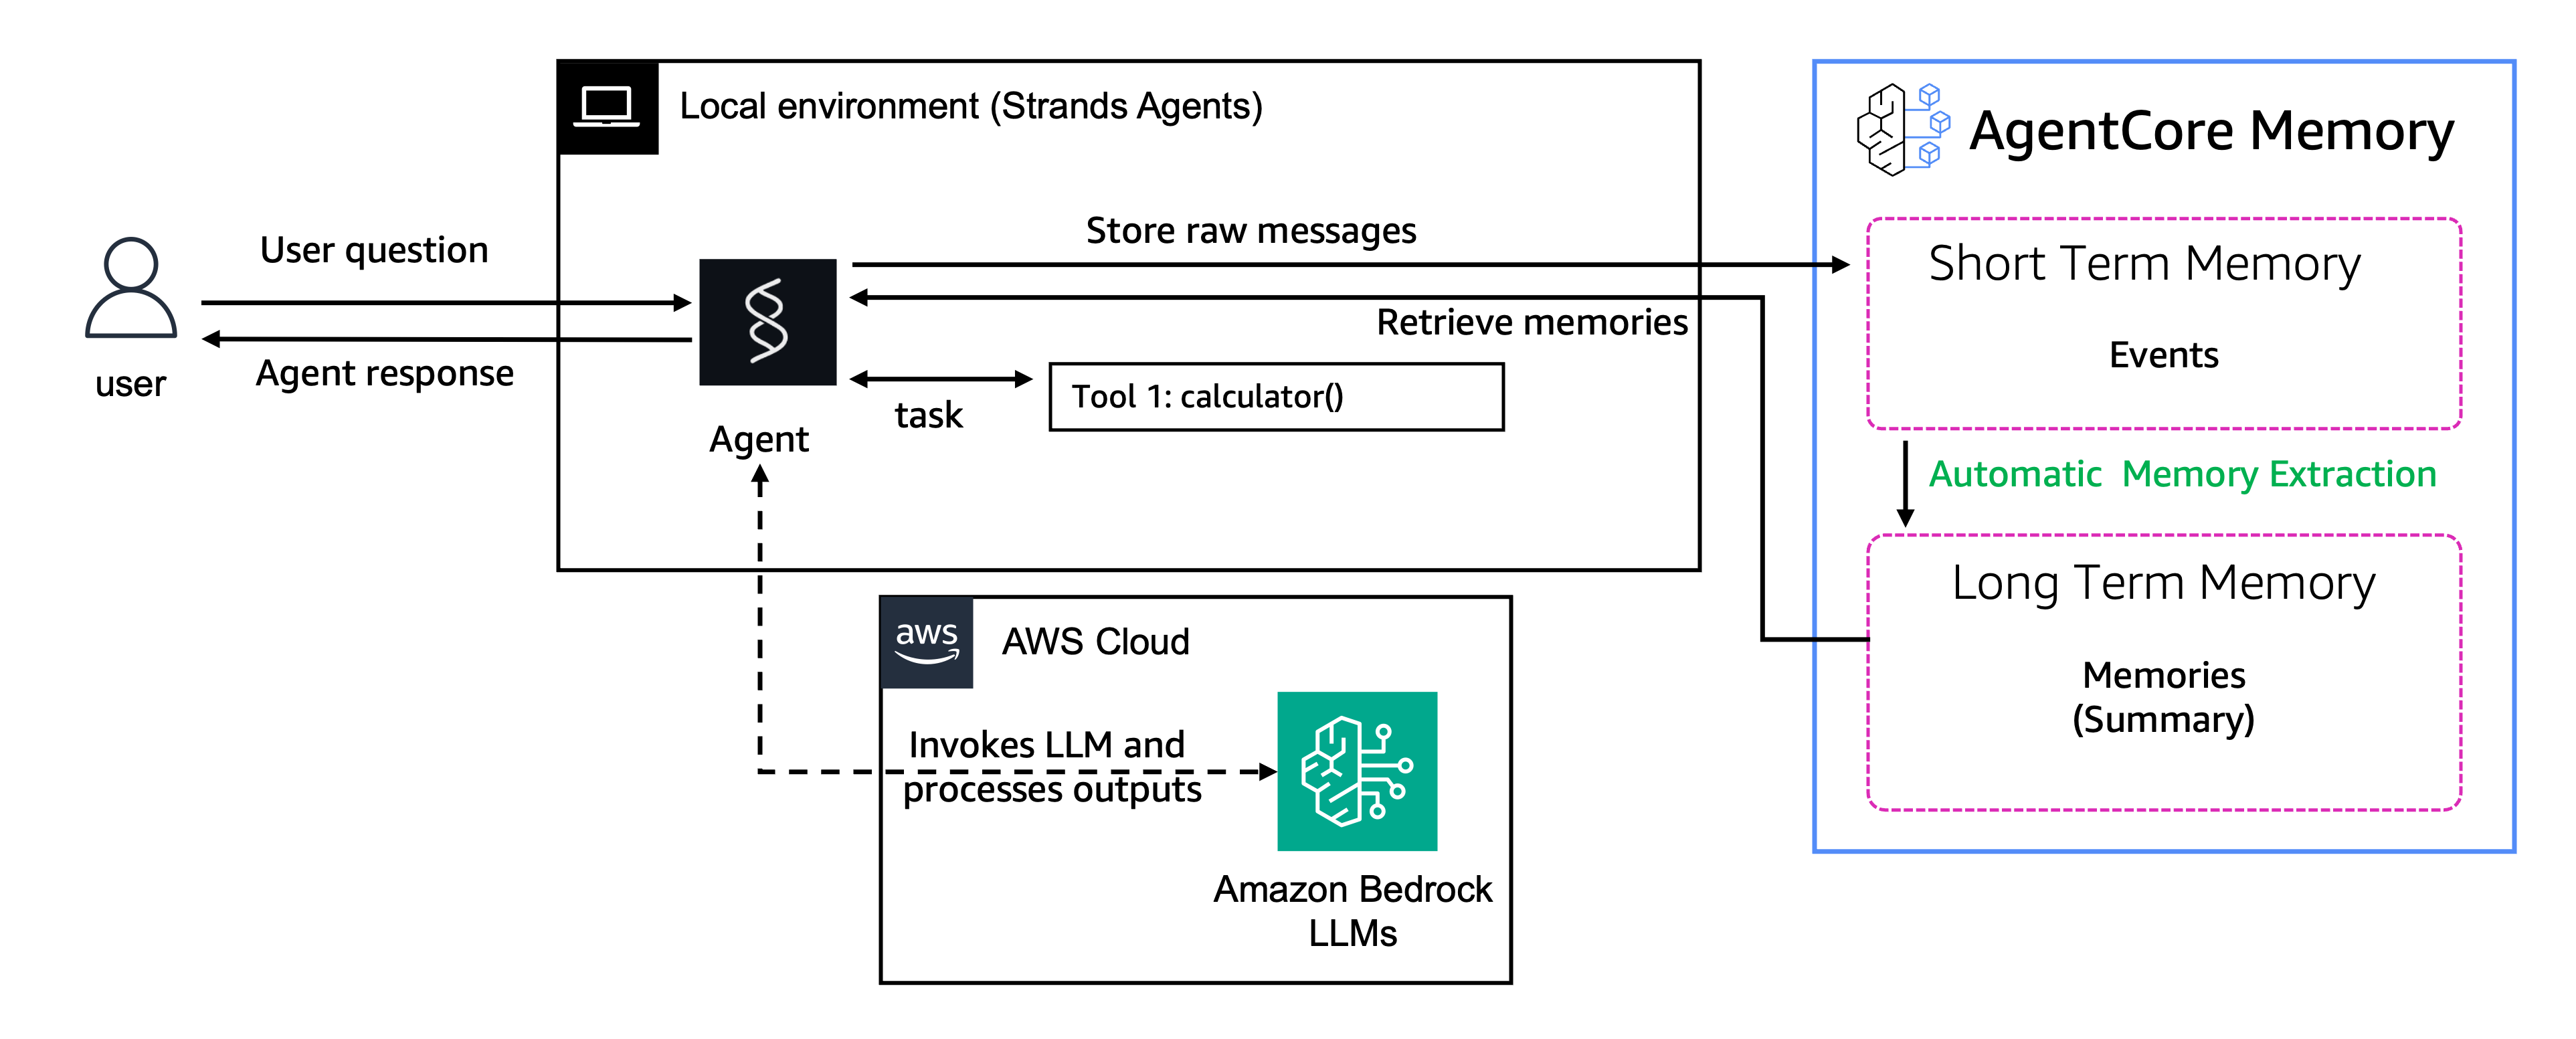 Local environment (Strands Agents)
AgentCore Memory
User question
Agent response
user
Store raw messages
Retrieve memories
Agent
task
Tool 1: calculator()
Short Term Memory
Events
Automatic Memory Extraction
Long Term Memory
Memories
(Summary)
aws
AWS Cloud
Invokes LLM and
processes outputs
Amazon Bedrock
LLMs